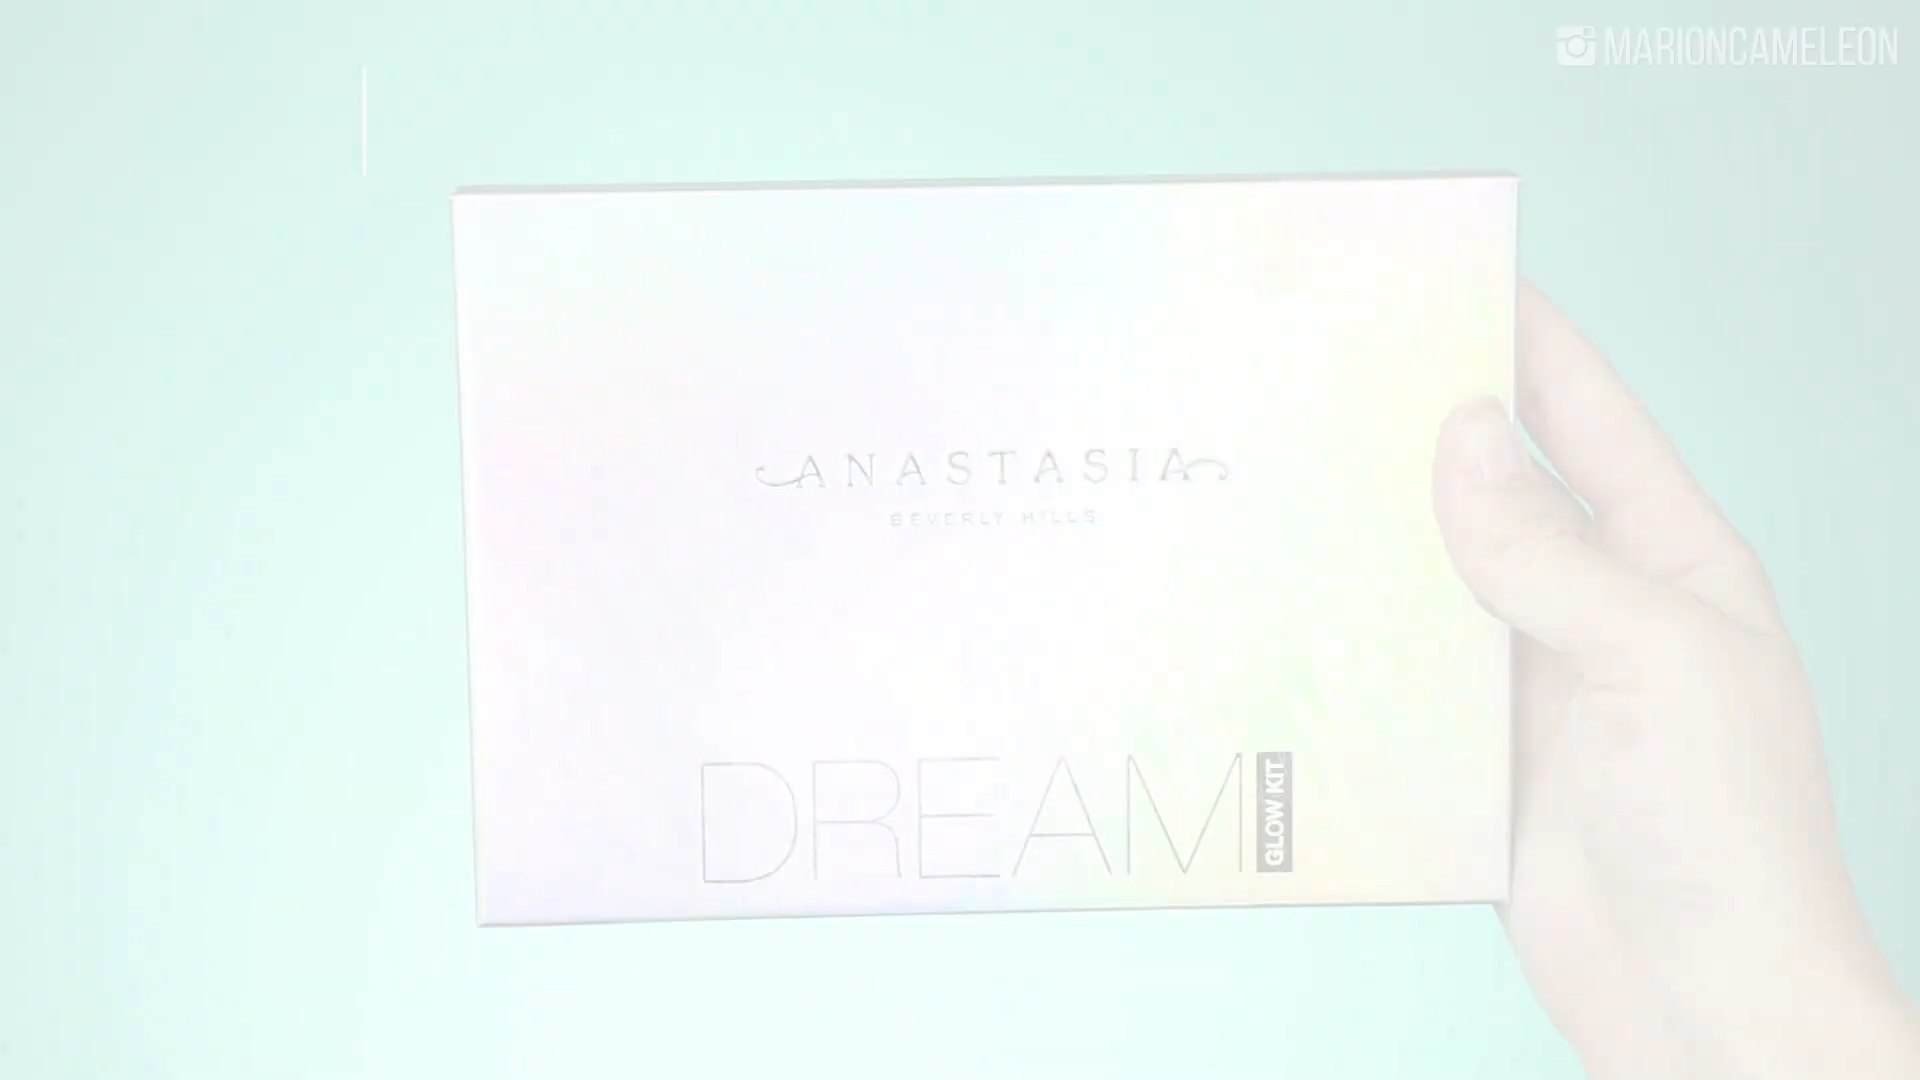 MARIONCAMELEON
ANASTASIA
BEVERLY HILLS
DREAM
GLOW KIT